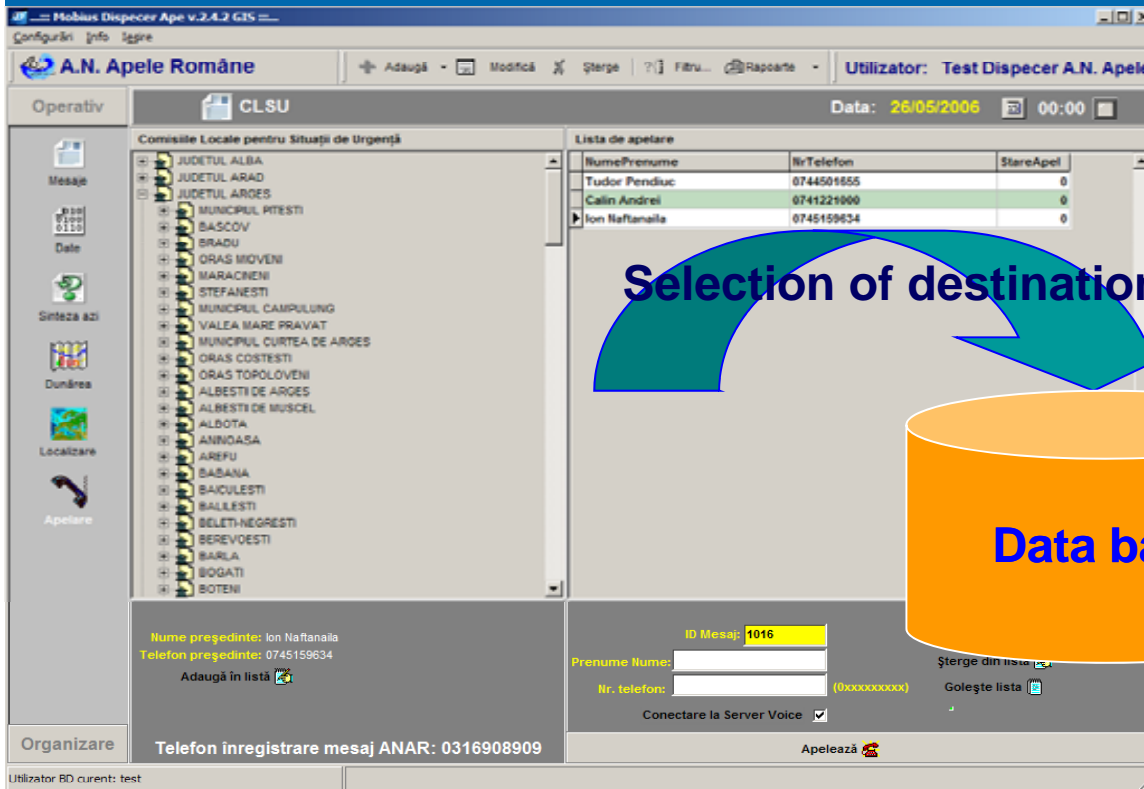 ..:: Mobius Dispecer Ape v.2.4.2 GIS ::..
Configurări Info Ieşire
A.N. Apele Române
Adaugă Modifică Şterge Filtru... Rapoarte
Utilizator: Test Dispecer A.N. Apele
Operativ
CLSU
Data: 26/05/2006 00:00
Mesaje
Date
Sinteza azi
Dunărea
Localizare
Apelare
Comisiile Locale pentru Situaţii de Urgenţă
JUDETUL ALBA
JUDETUL ARAD
JUDETUL ARGES
MUNICIPIUL PITESTI
BASCOV
BRADU
ORAS MIOVENI
MARACINENI
STEFANESTI
MUNICIPIUL CAMPULUNG
VALEA MARE PRAVAT
MUNICIPIUL CURTEA DE ARGES
ORAS COSTESTI
ORAS TOPOLOVENI
ALBESTII DE ARGES
ALBESTII DE MUSCEL
ALBOTA
ANINOASA
AREFU
BABANA
BAICULESTI
BALILESTI
BELETI-NEGRESTI
BEREVOESTI
BARLA
BOGATI
BOTENI
Lista de apelare
NumePrenume NrTelefon StareApel
Tudor Pendiuc 0744501655 0
Calin Andrei 0741221000 0
Ion Naftanaila 0745159634 0
Selection of destination
Data ba
Nume preşedinte: Ion Naftanaila
Telefon preşedinte: 0745159634
Adaugă în listă
Telefon înregistrare mesaj ANAR: 0316908909
ID Mesaj: 1016
Prenume Nume:
Nr. telefon: (0xxxxxxxxx)
Conectare la Server Voice
Şterge din listă
Goleşte lista
Apelează
Organizare
Utilizator BD curent: test